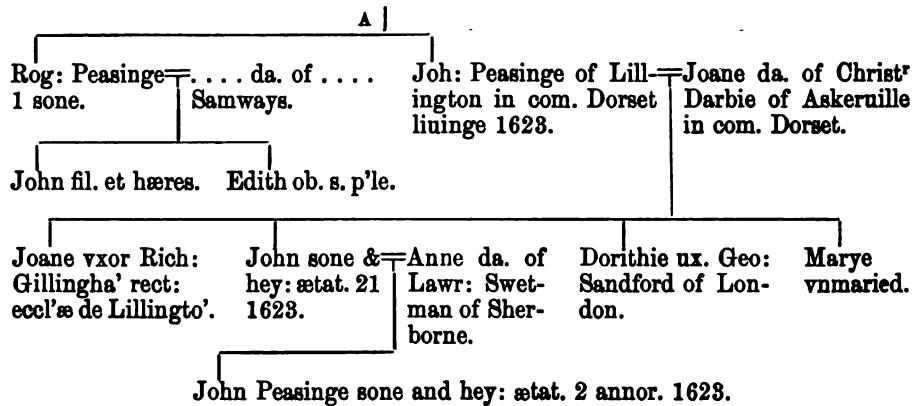 A
Rog: Peasinge
1 sone.
. . . . da. of . . . .
Samways.
Joh: Peasinge of Lill-
ington in com. Dorset
liuinge 1623.
Joane da. of Christʳ
Darbie of Askeruille
in com. Dorset.
John fil. et hæres.
Edith ob. s. p'le.
Joane vxor Rich:
Gillingha' rect:
eccl'æ de Lillingto'.
John sone &
hey: ætat. 21
1623.
Anne da. of
Lawr: Swet-
man of Sher-
borne.
Dorithie ux. Geo:
Sandford of Lon-
don.
Marye
vnmaried.
John Peasinge sone and hey: ætat. 2 annor. 1623.